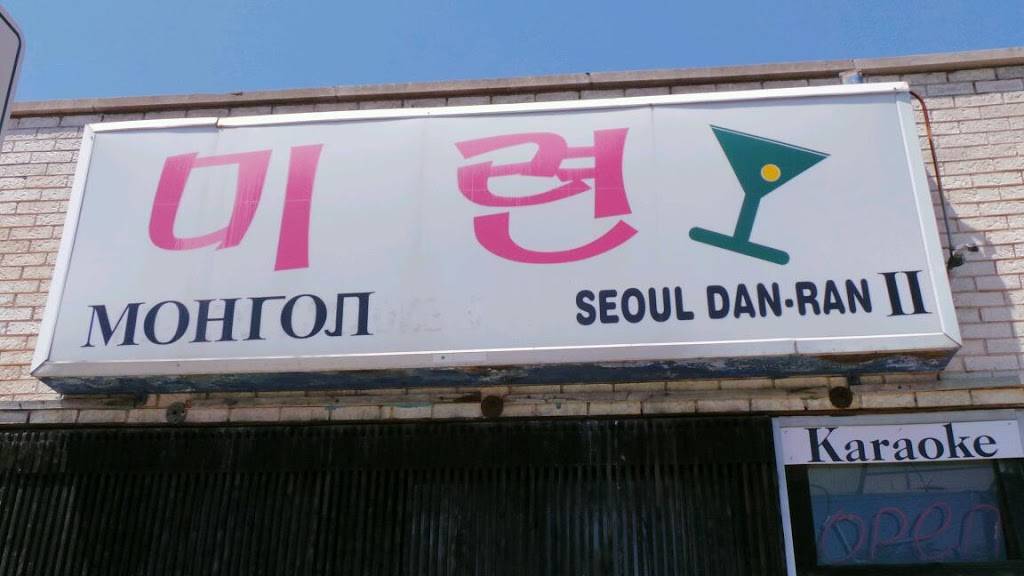 미 련
МОНГОЛ
SEOUL DAN-RAN II
Karaoke
open